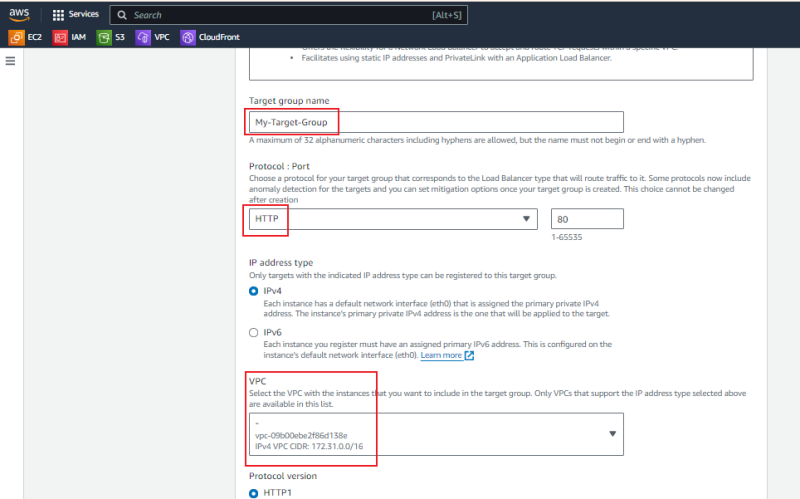 aws
Services
Search
[Alt+S]
EC2
IAM
S3
VPC
CloudFront
Offers the flexibility for a Network Load Balancer to accept and route TCP requests within a specific VPC.
• Facilitates using static IP addresses and PrivateLink with an Application Load Balancer.
Target group name
My-Target-Group
A maximum of 32 alphanumeric characters including hyphens are allowed, but the name must not begin or end with a hyphen.
Protocol : Port
Choose a protocol for your target group that corresponds to the Load Balancer type that will route traffic to it. Some protocols now include
anomaly detection for the targets and you can set mitigation options once your target group is created. This choice cannot be changed
after creation
HTTP
80
1-65535
IP address type
Only targets with the indicated IP address type can be registered to this target group.
IPv4
Each instance has a default network interface (eth0) that is assigned the primary private IPv4
address. The instance's primary private IPv4 address is the one that will be applied to the target.
IPv6
Each instance you register must have an assigned primary IPv6 address. This is configured on the
instance's default network interface (eth0). Learn more
VPC
Select the VPC with the instances that you want to include in the target group. Only VPCs that support the IP address type selected above
are available in this list.
-
vpc-09b00ebe2f86d138e
IPv4 VPC CIDR: 172.31.0.0/16
Protocol version
HTTP1